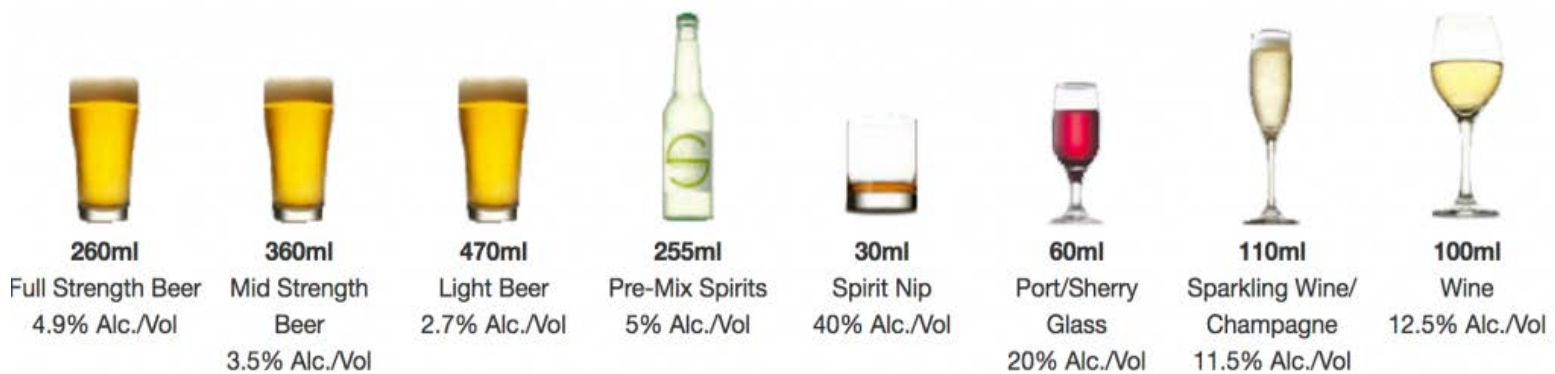 260ml
Full Strength Beer
4.9% Alc./Vol
360ml
Mid Strength
Beer
3.5% Alc./Vol
470ml
Light Beer
2.7% Alc./Vol
255ml
Pre-Mix Spirits
5% Alc./Vol
30ml
Spirit Nip
40% Alc./Vol
60ml
Port/Sherry
Glass
20% Alc./Vol
110ml
Sparkling Wine/
Champagne
11.5% Alc./Vol
100ml
Wine
12.5% Alc./Vol